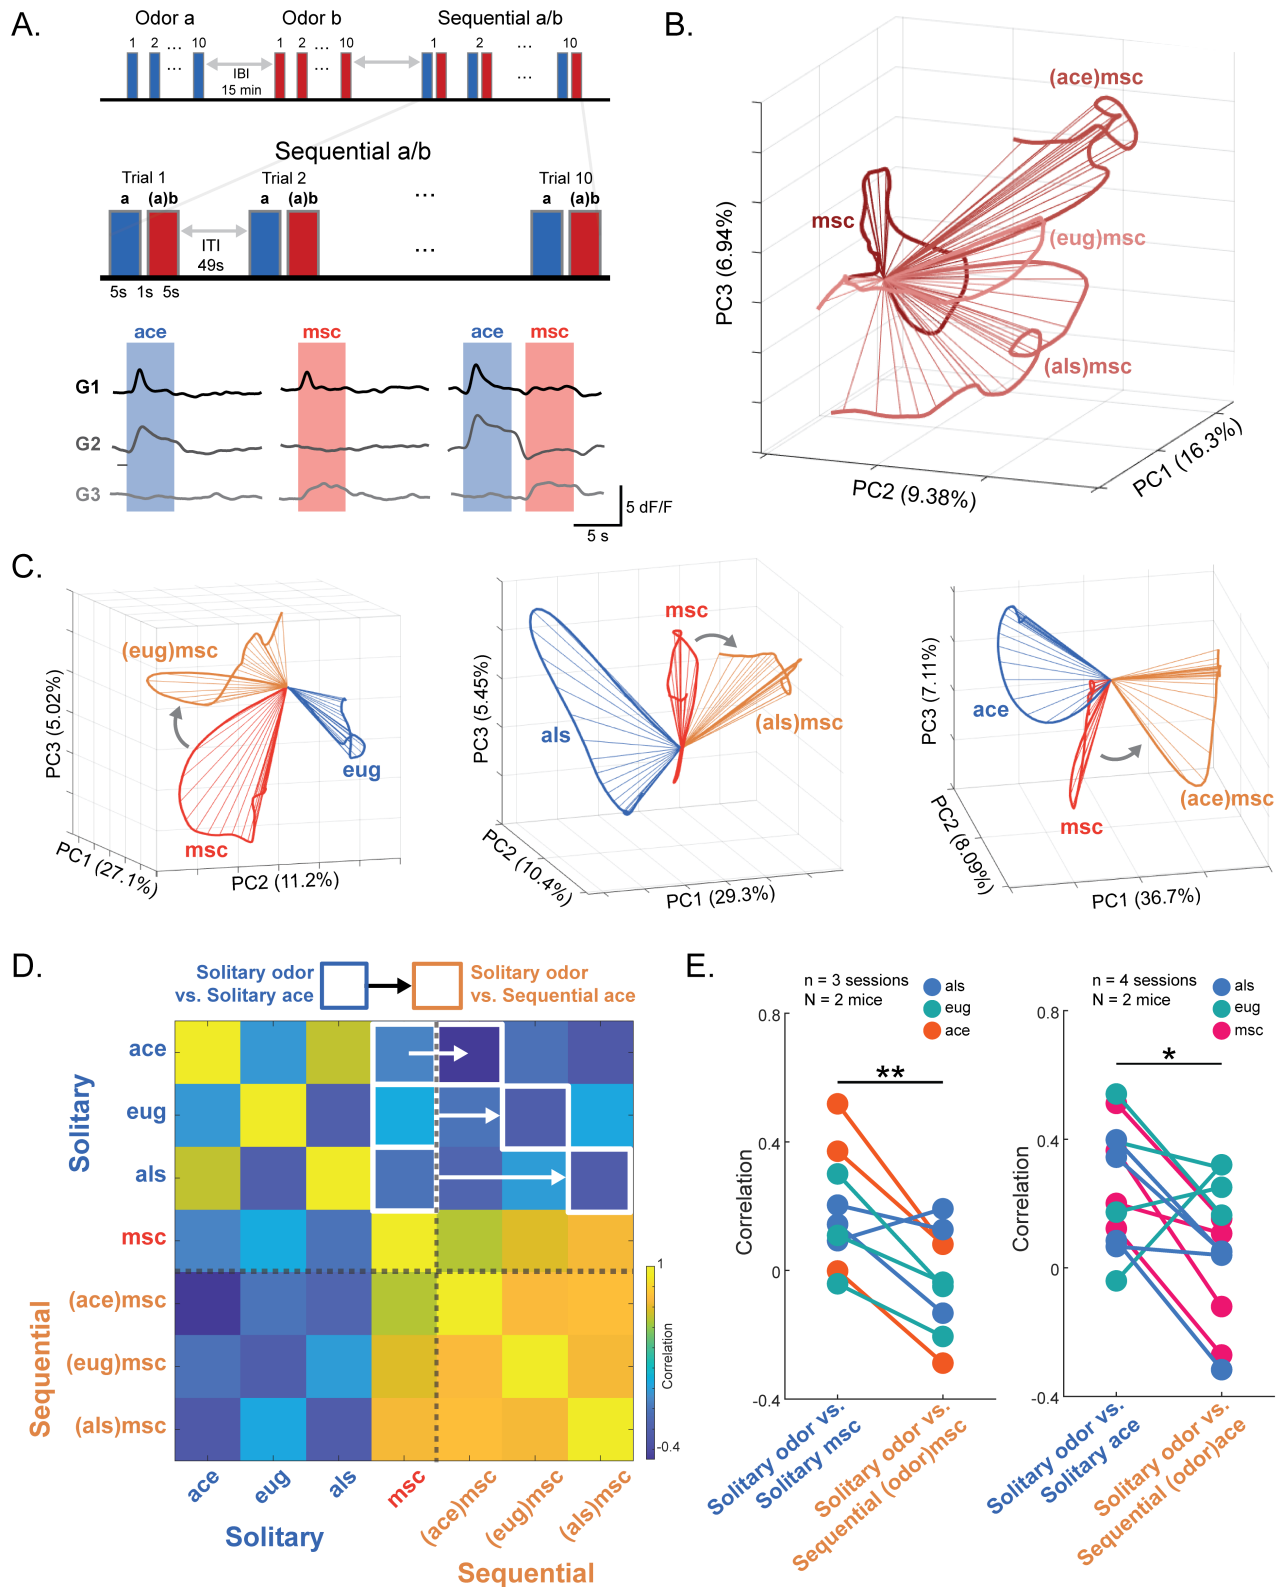 A.
Odor a
Odor b
Sequential a/b
1 2 ... 10
1 2 ... 10
1 2 ... 10
... ... ...
IBI
15 min
Sequential a/b
Trial 1
Trial 2
...
Trial 10
a (a)b
a (a)b
a (a)b
ITI
49s
...
5s 1s 5s
ace
msc
ace
msc
G1
G2
G3
5 dF/F
5 s
B.
(ace)msc
msc
(eug)msc
(als)msc
PC3 (6.94%)
PC2 (9.38%)
PC1 (16.3%)
C.
(eug)msc
eug
msc
PC3 (5.02%)
PC1 (27.1%)
PC2 (11.2%)
msc
als
(als)msc
PC3 (5.45%)
PC2 (10.4%)
PC1 (29.3%)
ace
msc
(ace)msc
PC3 (7.11%)
PC2 (8.09%)
PC1 (36.7%)
D.
Solitary odor
vs. Solitary ace
Solitary odor
vs. Sequential ace
Solitary
Sequential
ace
eug
als
msc
(ace)msc
(eug)msc
(als)msc
1
Correlation
-0.4
ace
eug
als
msc
(ace)msc
(eug)msc
(als)msc
Solitary
Sequential
E.
n = 3 sessions
N = 2 mice
als
eug
ace
0.8
0.4
0
-0.4
Correlation
**
Solitary odor vs.
Solitary msc
Solitary odor vs.
Sequential (odor)msc
n = 4 sessions
N = 2 mice
als
eug
msc
0.8
0.4
0
-0.4
Correlation
*
Solitary odor vs.
Solitary ace
Solitary odor vs.
Sequential (odor)ace